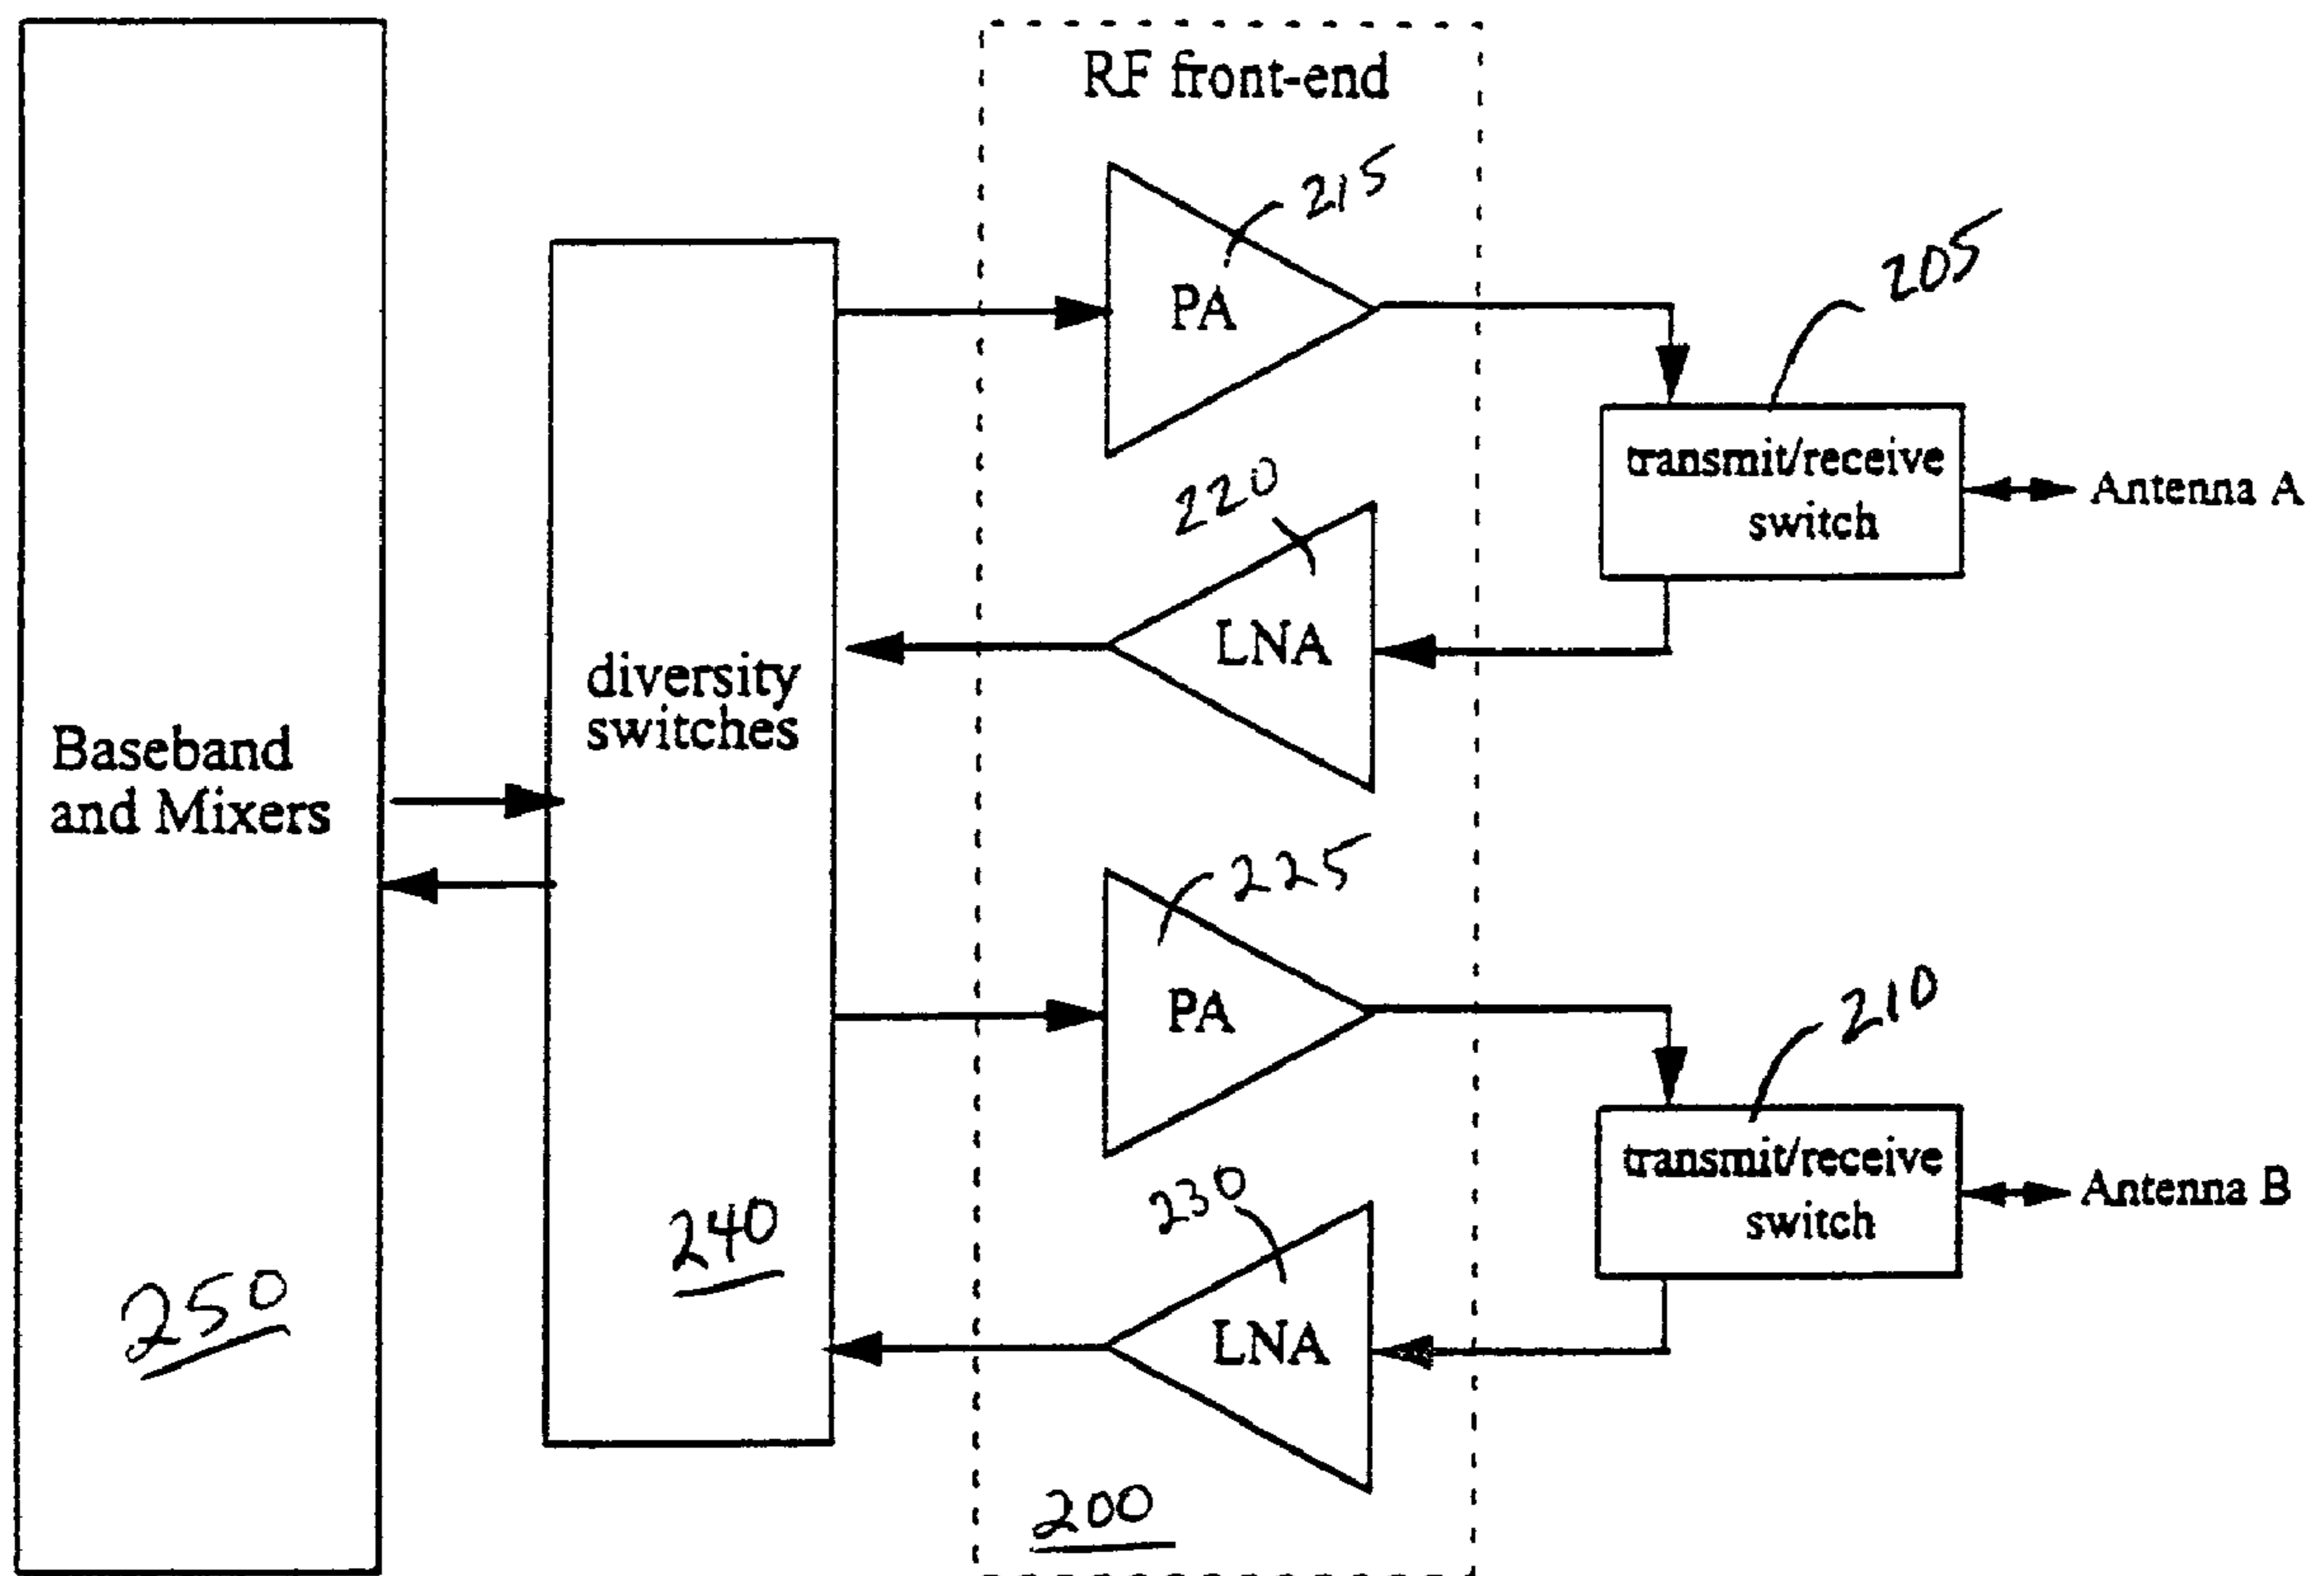 RF front-end
215
PA
205
transmit/receive
switch
Antenna A
220
LNA
diversity
switches
Baseband
and Mixers
225
PA
210
transmit/receive
switch
Antenna B
230
LNA
240
250
200